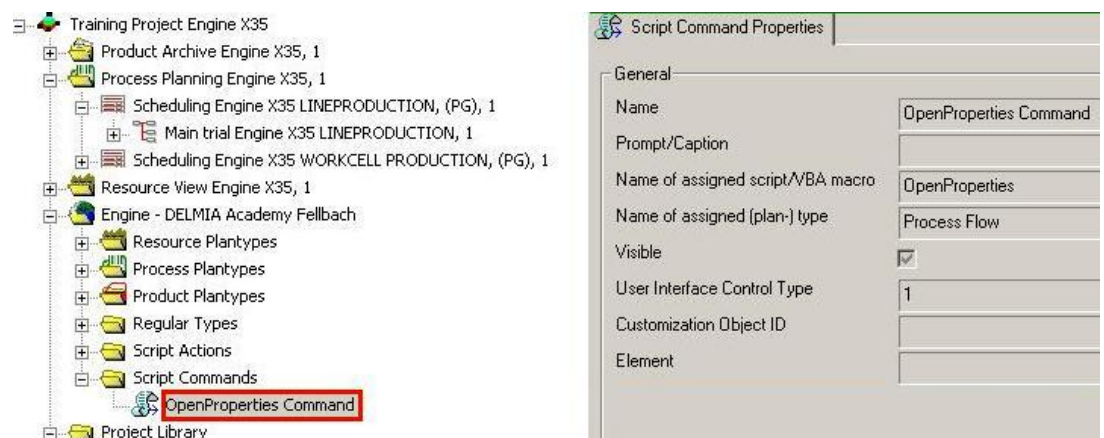 Training Project Engine X35
Product Archive Engine X35, 1
Process Planning Engine X35, 1
Scheduling Engine X35 LINEPRODUCTION, (PG), 1
Main trial Engine X35 LINEPRODUCTION, 1
Scheduling Engine X35 WORKCELL PRODUCTION, (PG), 1
Resource View Engine X35, 1
Engine - DELMIA Academy Fellbach
Resource Plantypes
Process Plantypes
Product Plantypes
Regular Types
Script Actions
Script Commands
OpenProperties Command
Project Library
Script Command Properties
General
Name OpenProperties Command
Prompt/Caption
Name of assigned script/VBA macro OpenProperties
Name of assigned (plan-) type Process Flow
Visible
User Interface Control Type 1
Customization Object ID
Element